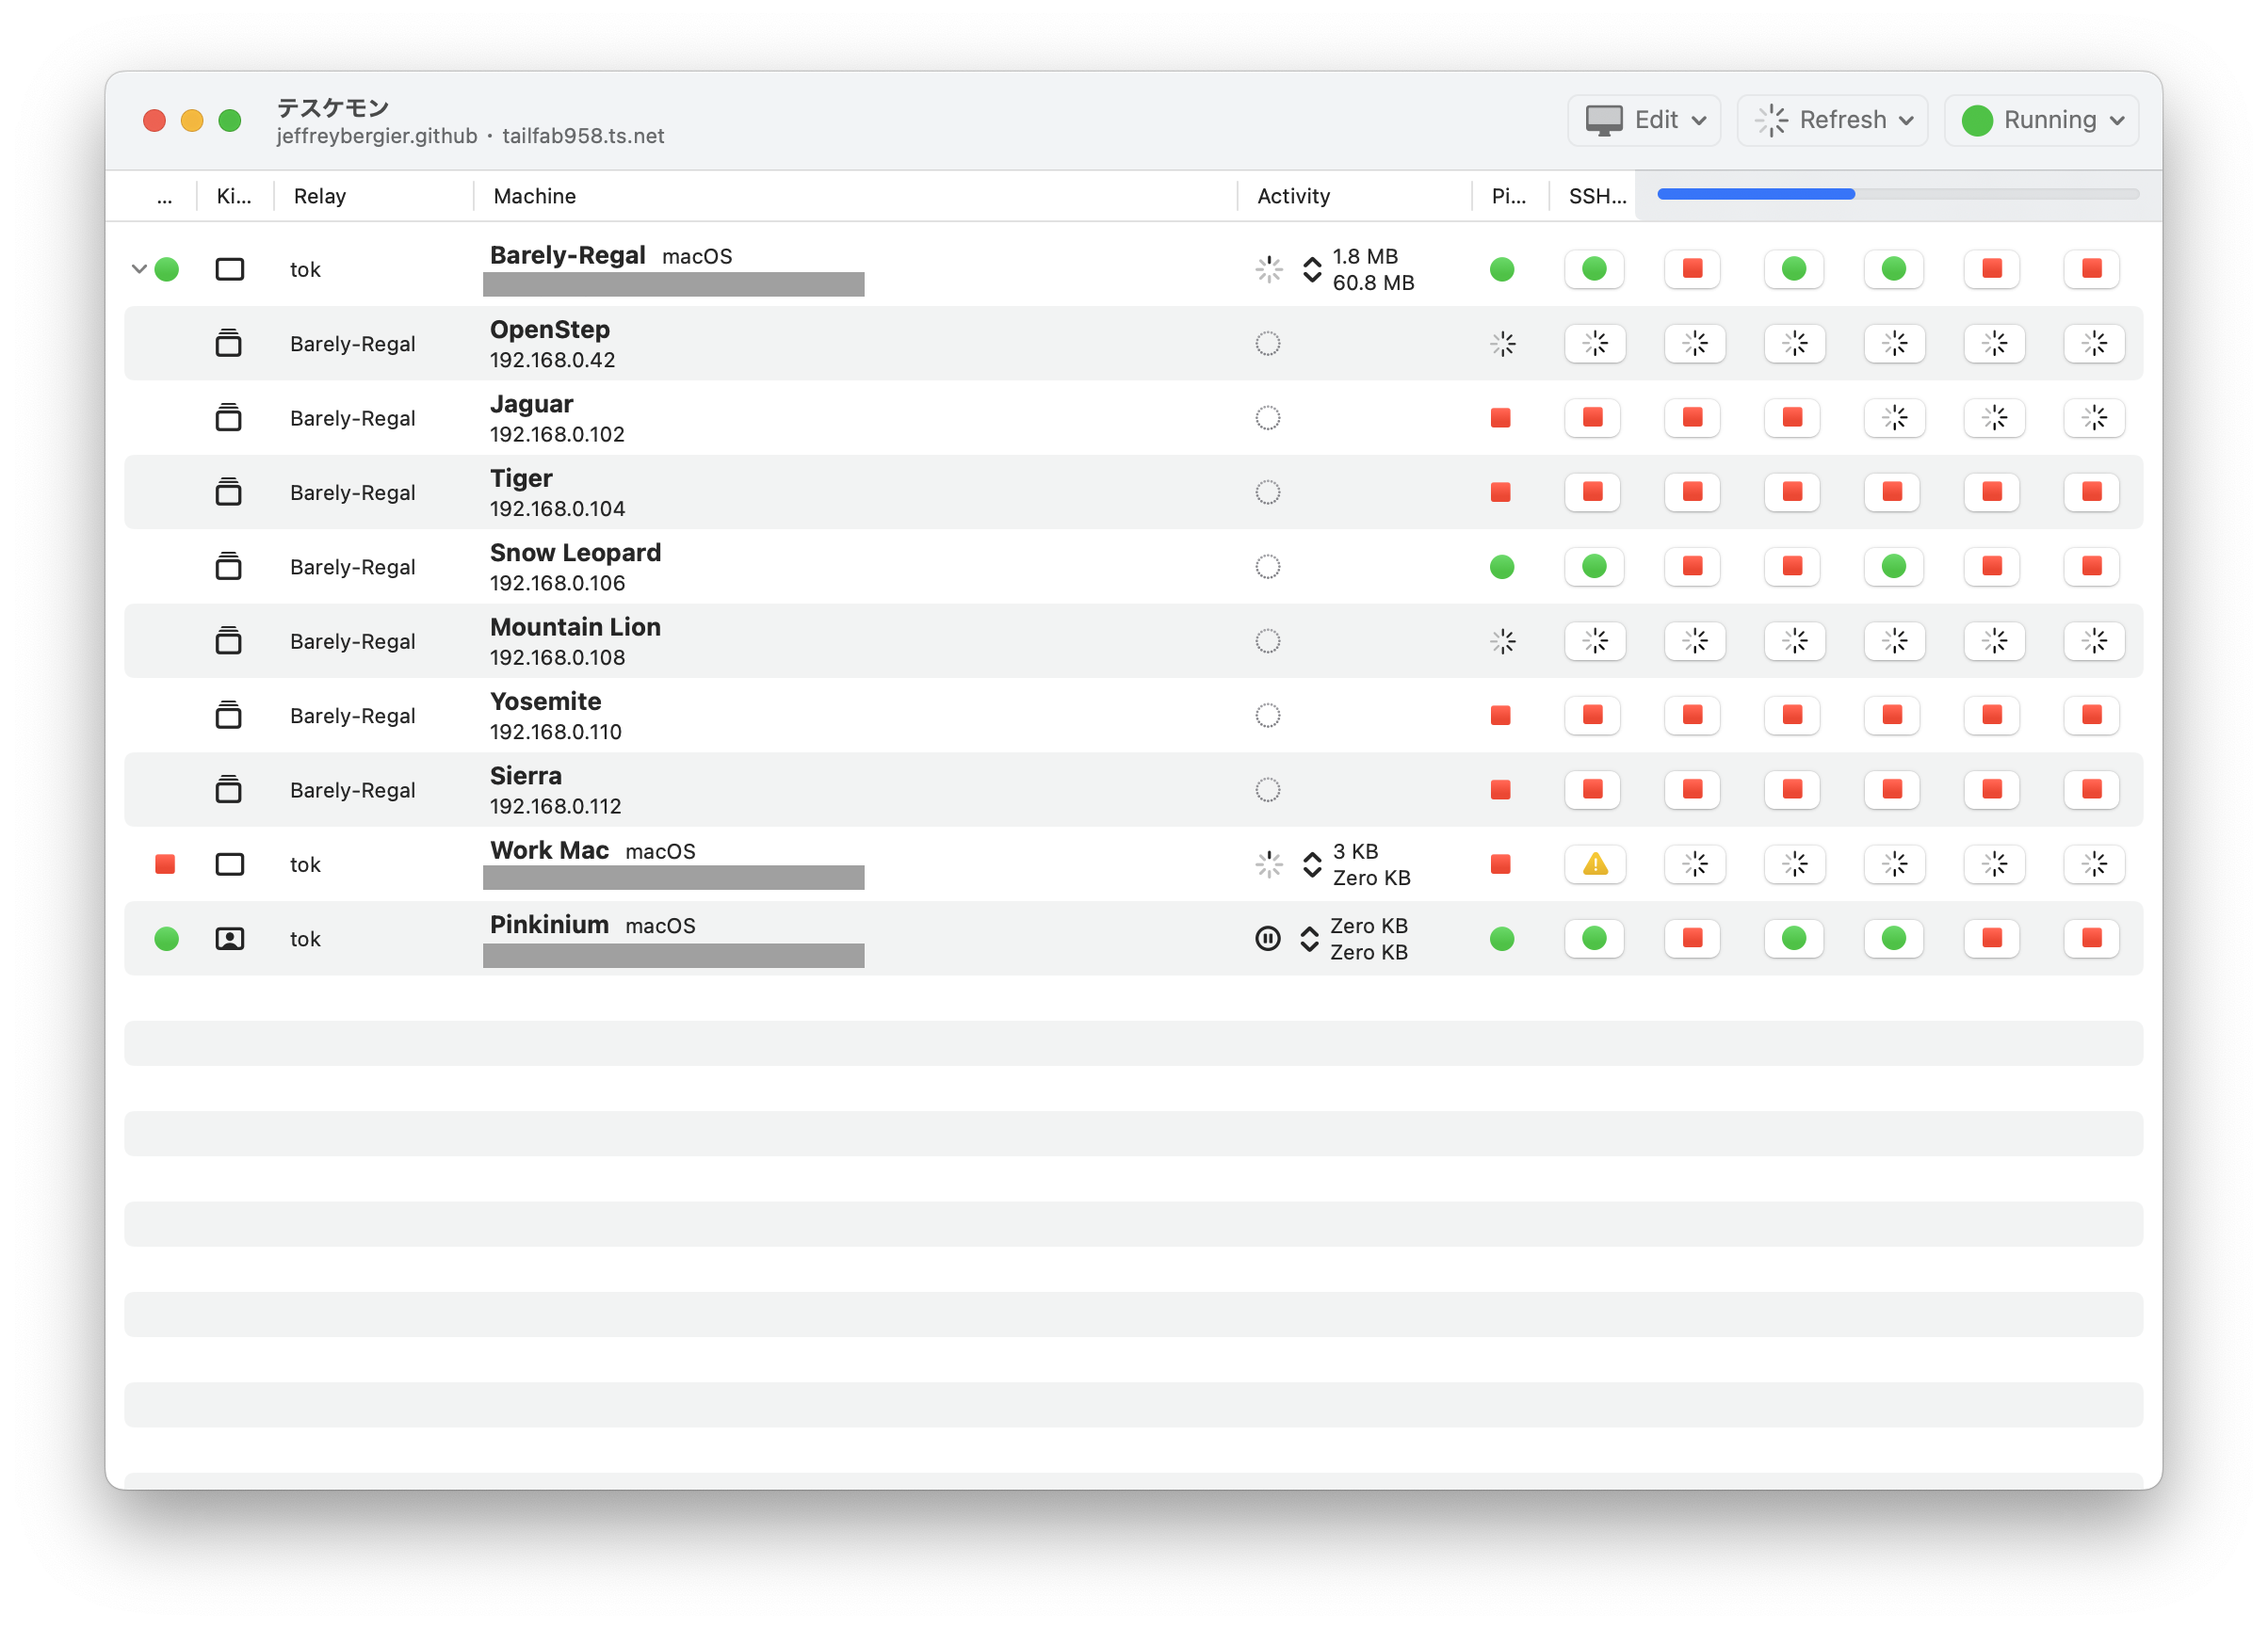 テスケモン
jeffreybergier.github • tailfab958.ts.net
Edit
Refresh
Running
... Ki... Relay Machine Activity Pi... SSH...
tok Barely-Regal macOS 1.8 MB
60.8 MB
Barely-Regal OpenStep
192.168.0.42
Barely-Regal Jaguar
192.168.0.102
Barely-Regal Tiger
192.168.0.104
Barely-Regal Snow Leopard
192.168.0.106
Barely-Regal Mountain Lion
192.168.0.108
Barely-Regal Yosemite
192.168.0.110
Barely-Regal Sierra
192.168.0.112
tok Work Mac macOS 3 KB
Zero KB
tok Pinkinium macOS Zero KB
Zero KB